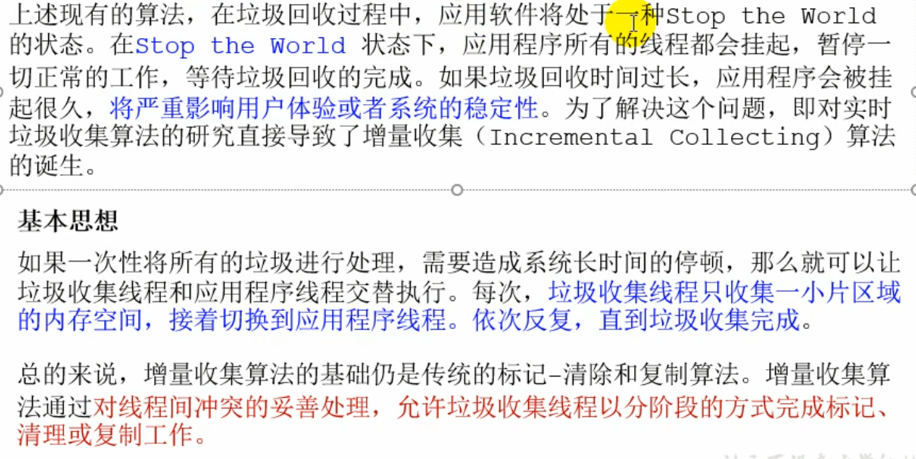 上述现有的算法，在垃圾回收过程中，应用软件将处于一种Stop the World
的状态。在Stop the World 状态下，应用程序所有的线程都会挂起，暂停一
切正常的工作，等待垃圾回收的完成。如果垃圾回收时间过长，应用程序会被挂
起很久，将严重影响用户体验或者系统的稳定性。为了解决这个问题，即对实时
垃圾收集算法的研究直接导致了增量收集（Incremental Collecting）算法
的诞生。
基本思想
如果一次性将所有的垃圾进行处理，需要造成系统长时间的停顿，那么就可以让
垃圾收集线程和应用程序线程交替执行。每次，垃圾收集线程只收集一小片区域
的内存空间，接着切换到应用程序线程。依次反复，直到垃圾收集完成。
总的来说，增量收集算法的基础仍是传统的标记-清除和复制算法。增量收集算
法通过对线程间冲突的妥善处理，允许垃圾收集线程以分阶段的方式完成标记、
清理或复制工作。